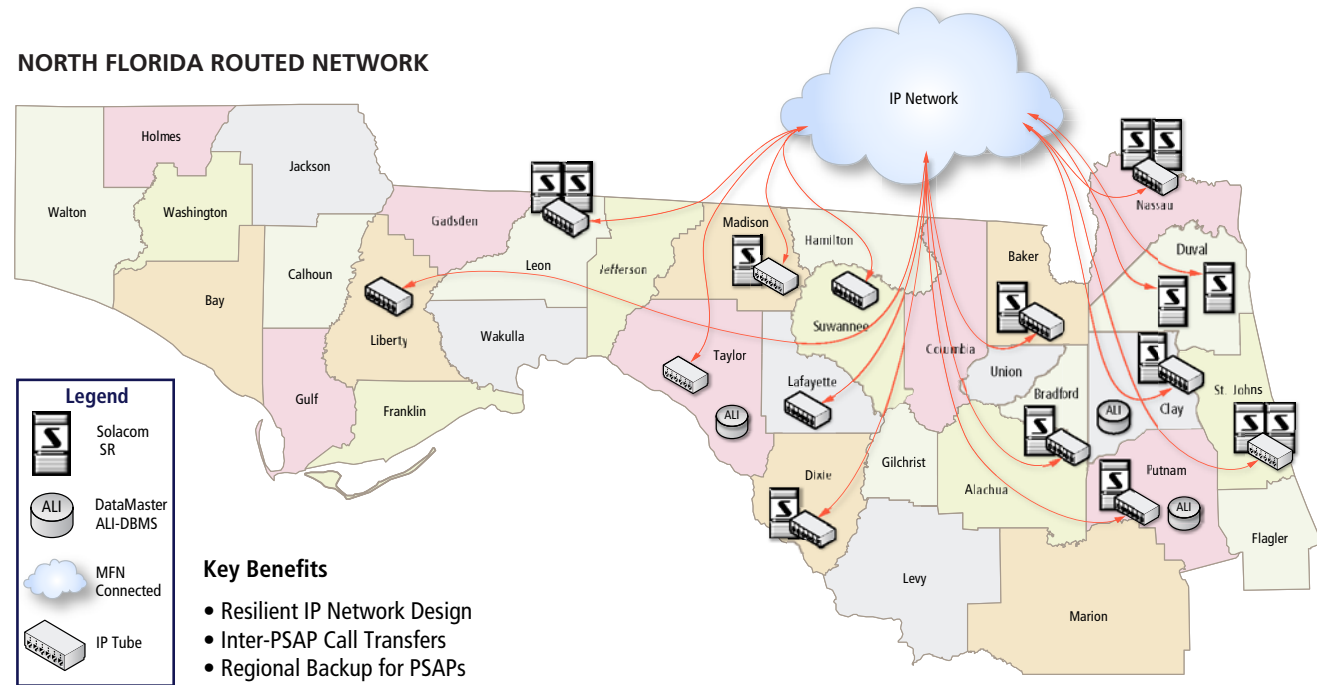 NORTH FLORIDA ROUTED NETWORK
IP Network
Holmes
Jackson
Walton
Washington
Gadsden
Madison
Hamilton
Nassau
Duval
Baker
Leon
Jefferson
Calhoun
Bay
Liberty
Wakulla
Suwannee
Columbia
Taylor
Lafayette
Union
Bradford
Clay
St. Johns
Gulf
Franklin
Dixie
Gilchrist
Alachua
Putnam
Flagler
Levy
Marion
ALI
ALI
ALI
Legend
Solacom
SR
ALI
DataMaster
ALI-DBMS
MFN
Connected
IP Tube
Key Benefits
• Resilient IP Network Design
• Inter-PSAP Call Transfers
• Regional Backup for PSAPs